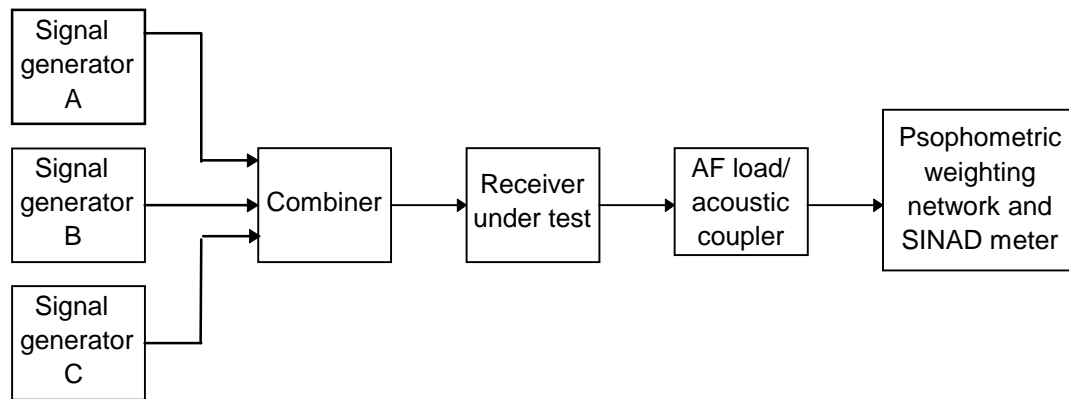 Signal
generator
A
Signal
generator
B
Signal
generator
C
Combiner
Receiver
under test
AF load/
acoustic
coupler
Psophometric
weighting
network and
SINAD meter